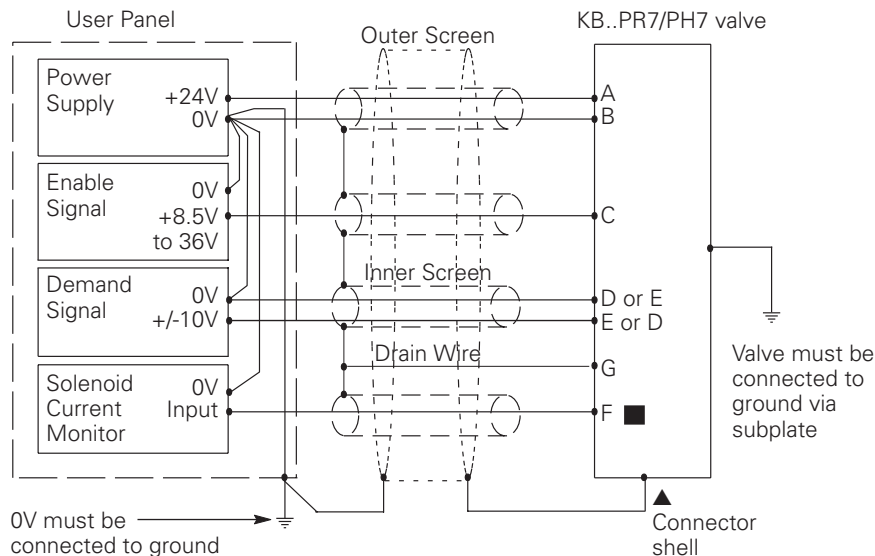 User Panel
Outer Screen
KB..PR7/PH7 valve
Power
Supply
+24V
0V
A
B
Enable
Signal
0V
+8.5V
to 36V
C
Inner Screen
Demand
Signal
0V
+/-10V
D or E
E or D
Drain Wire
G
Solenoid
Current
Monitor
0V
Input
F
Valve must be
connected to
ground via
subplate
0V must be
connected to ground
Connector
shell